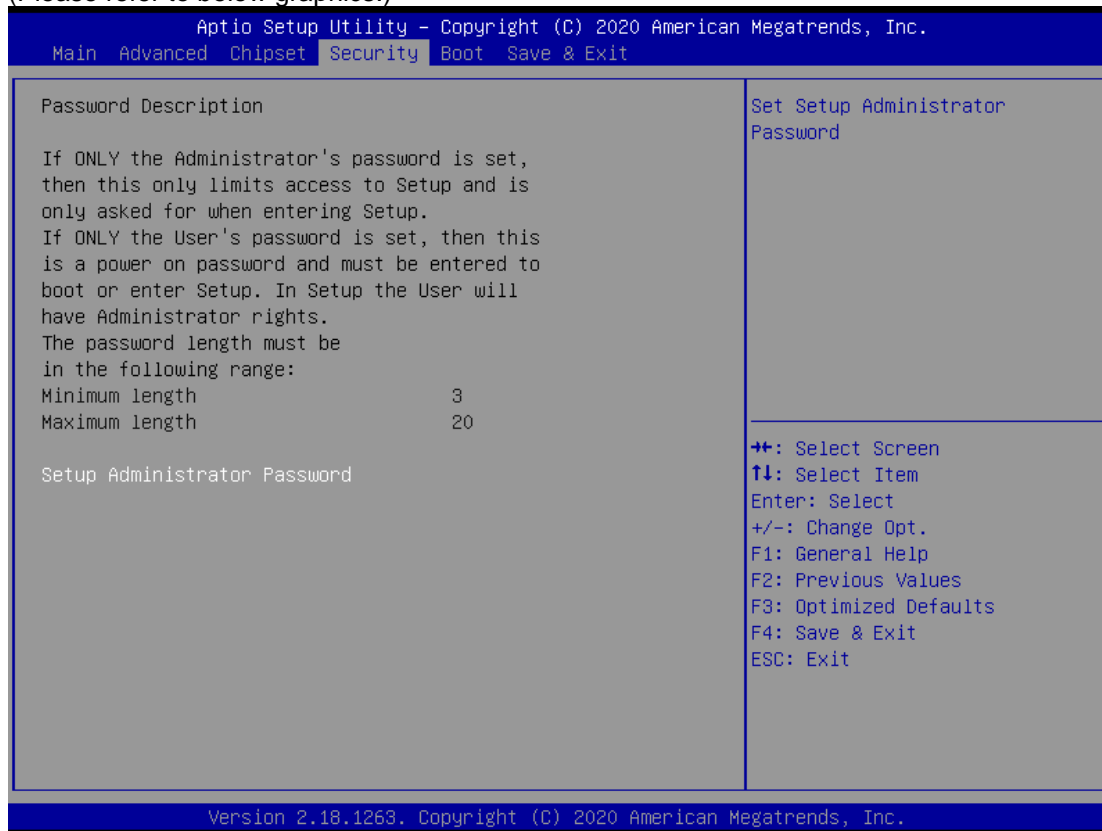 (Please refer to below graphics.)
Aptio Setup Utility – Copyright (C) 2020 American Megatrends, Inc.
Main Advanced Chipset Security Boot Save & Exit
Password Description
If ONLY the Administrator's password is set,
then this only limits access to Setup and is
only asked for when entering Setup.
If ONLY the User's password is set, then this
is a power on password and must be entered to
boot or enter Setup. In Setup the User will
have Administrator rights.
The password length must be
in the following range:
Minimum length 3
Maximum length 20
Setup Administrator Password
Set Setup Administrator
Password
→←: Select Screen
↑↓: Select Item
Enter: Select
+/-: Change Opt.
F1: General Help
F2: Previous Values
F3: Optimized Defaults
F4: Save & Exit
ESC: Exit
Version 2.18.1263. Copyright (C) 2020 American Megatrends, Inc.